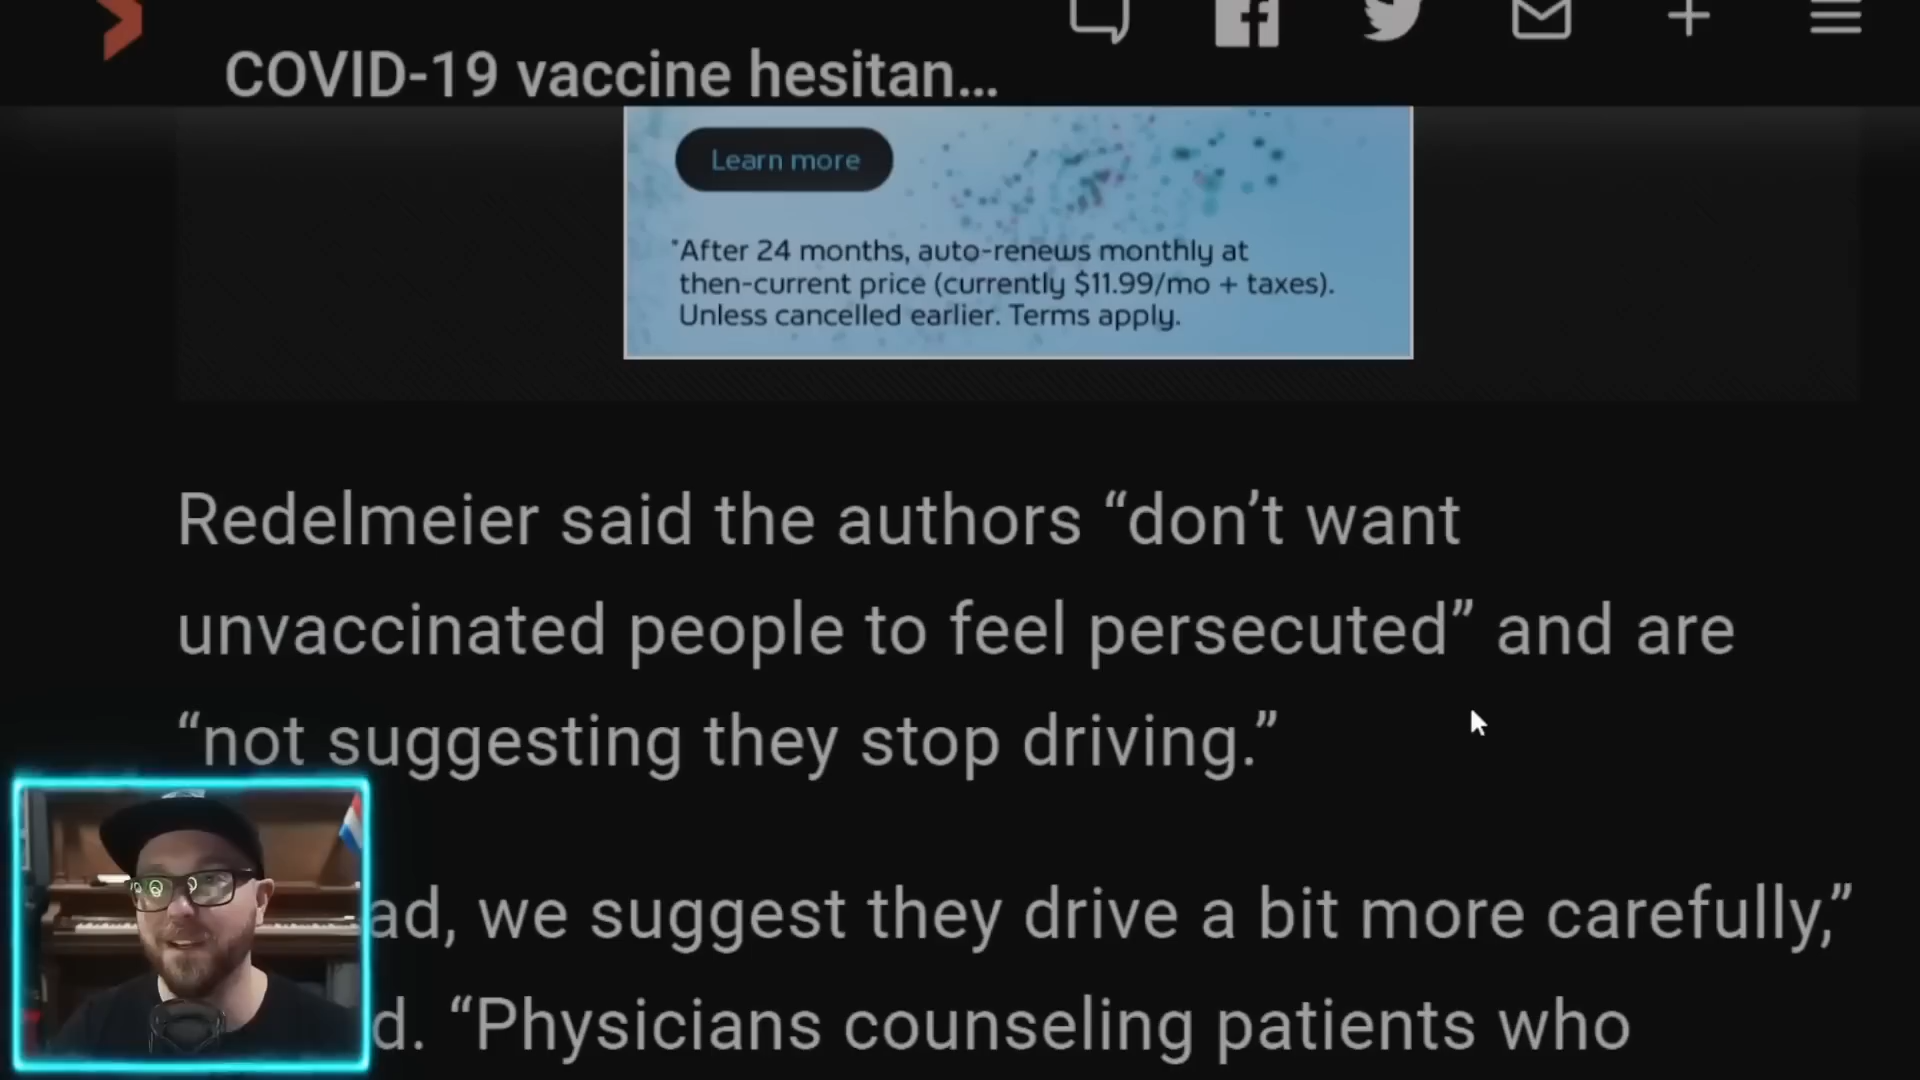 COVID-19 vaccine hesitan...
Learn more
*After 24 months, auto-renews monthly at
then-current price (currently $11.99/mo + taxes).
Unless cancelled earlier. Terms apply.
Redelmeier said the authors “don’t want
unvaccinated people to feel persecuted” and are
“not suggesting they stop driving.”
ad, we suggest they drive a bit more carefully,”
d. “Physicians counseling patients who